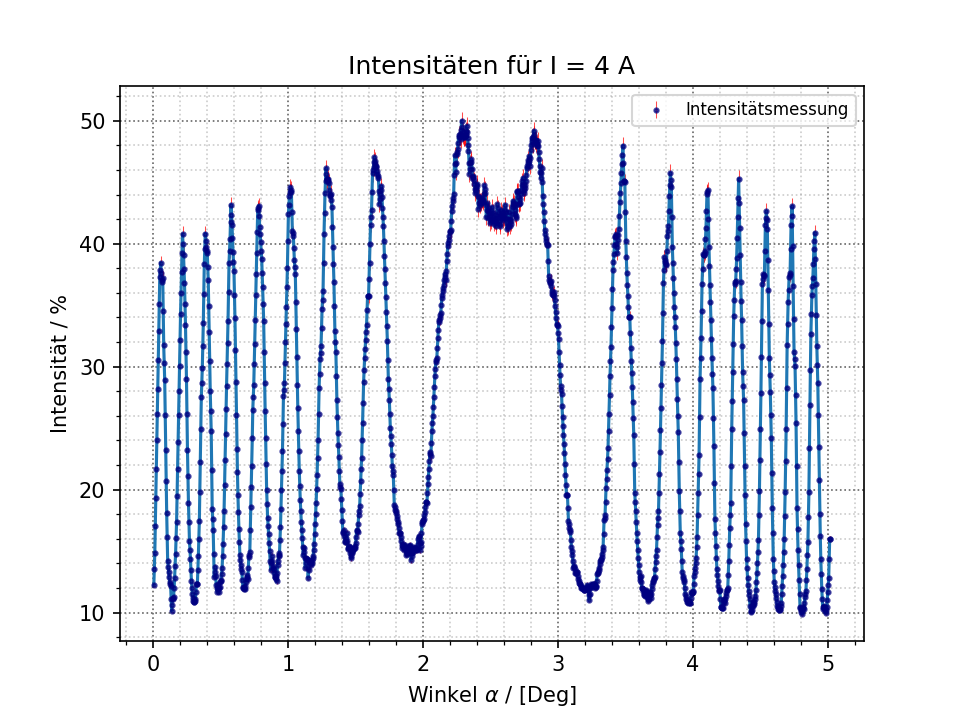 Intensitäten für I = 4 A
Intensitätsmessung
Intensität / %
50
40
30
20
10
0 1 2 3 4 5
Winkel α / [Deg]